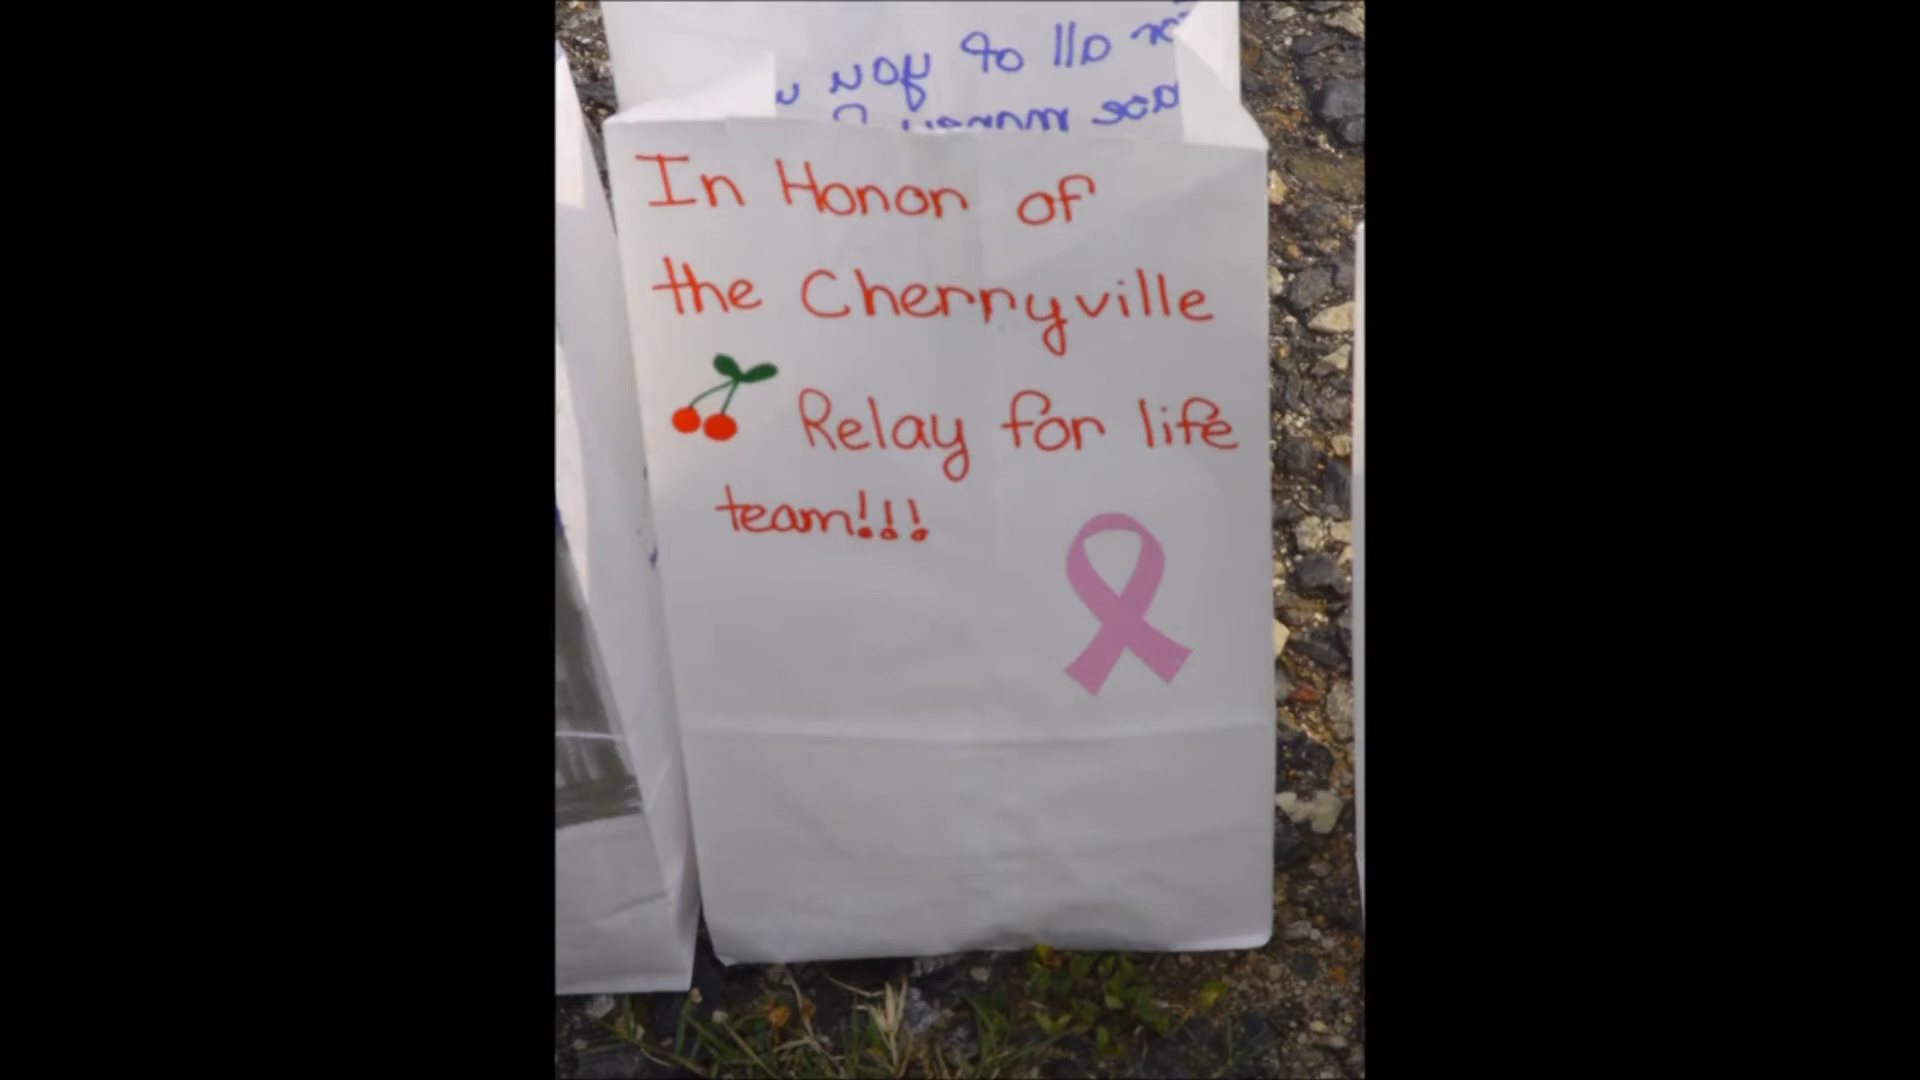 In Honor of
the Cherryville
Relay for life
team!!!